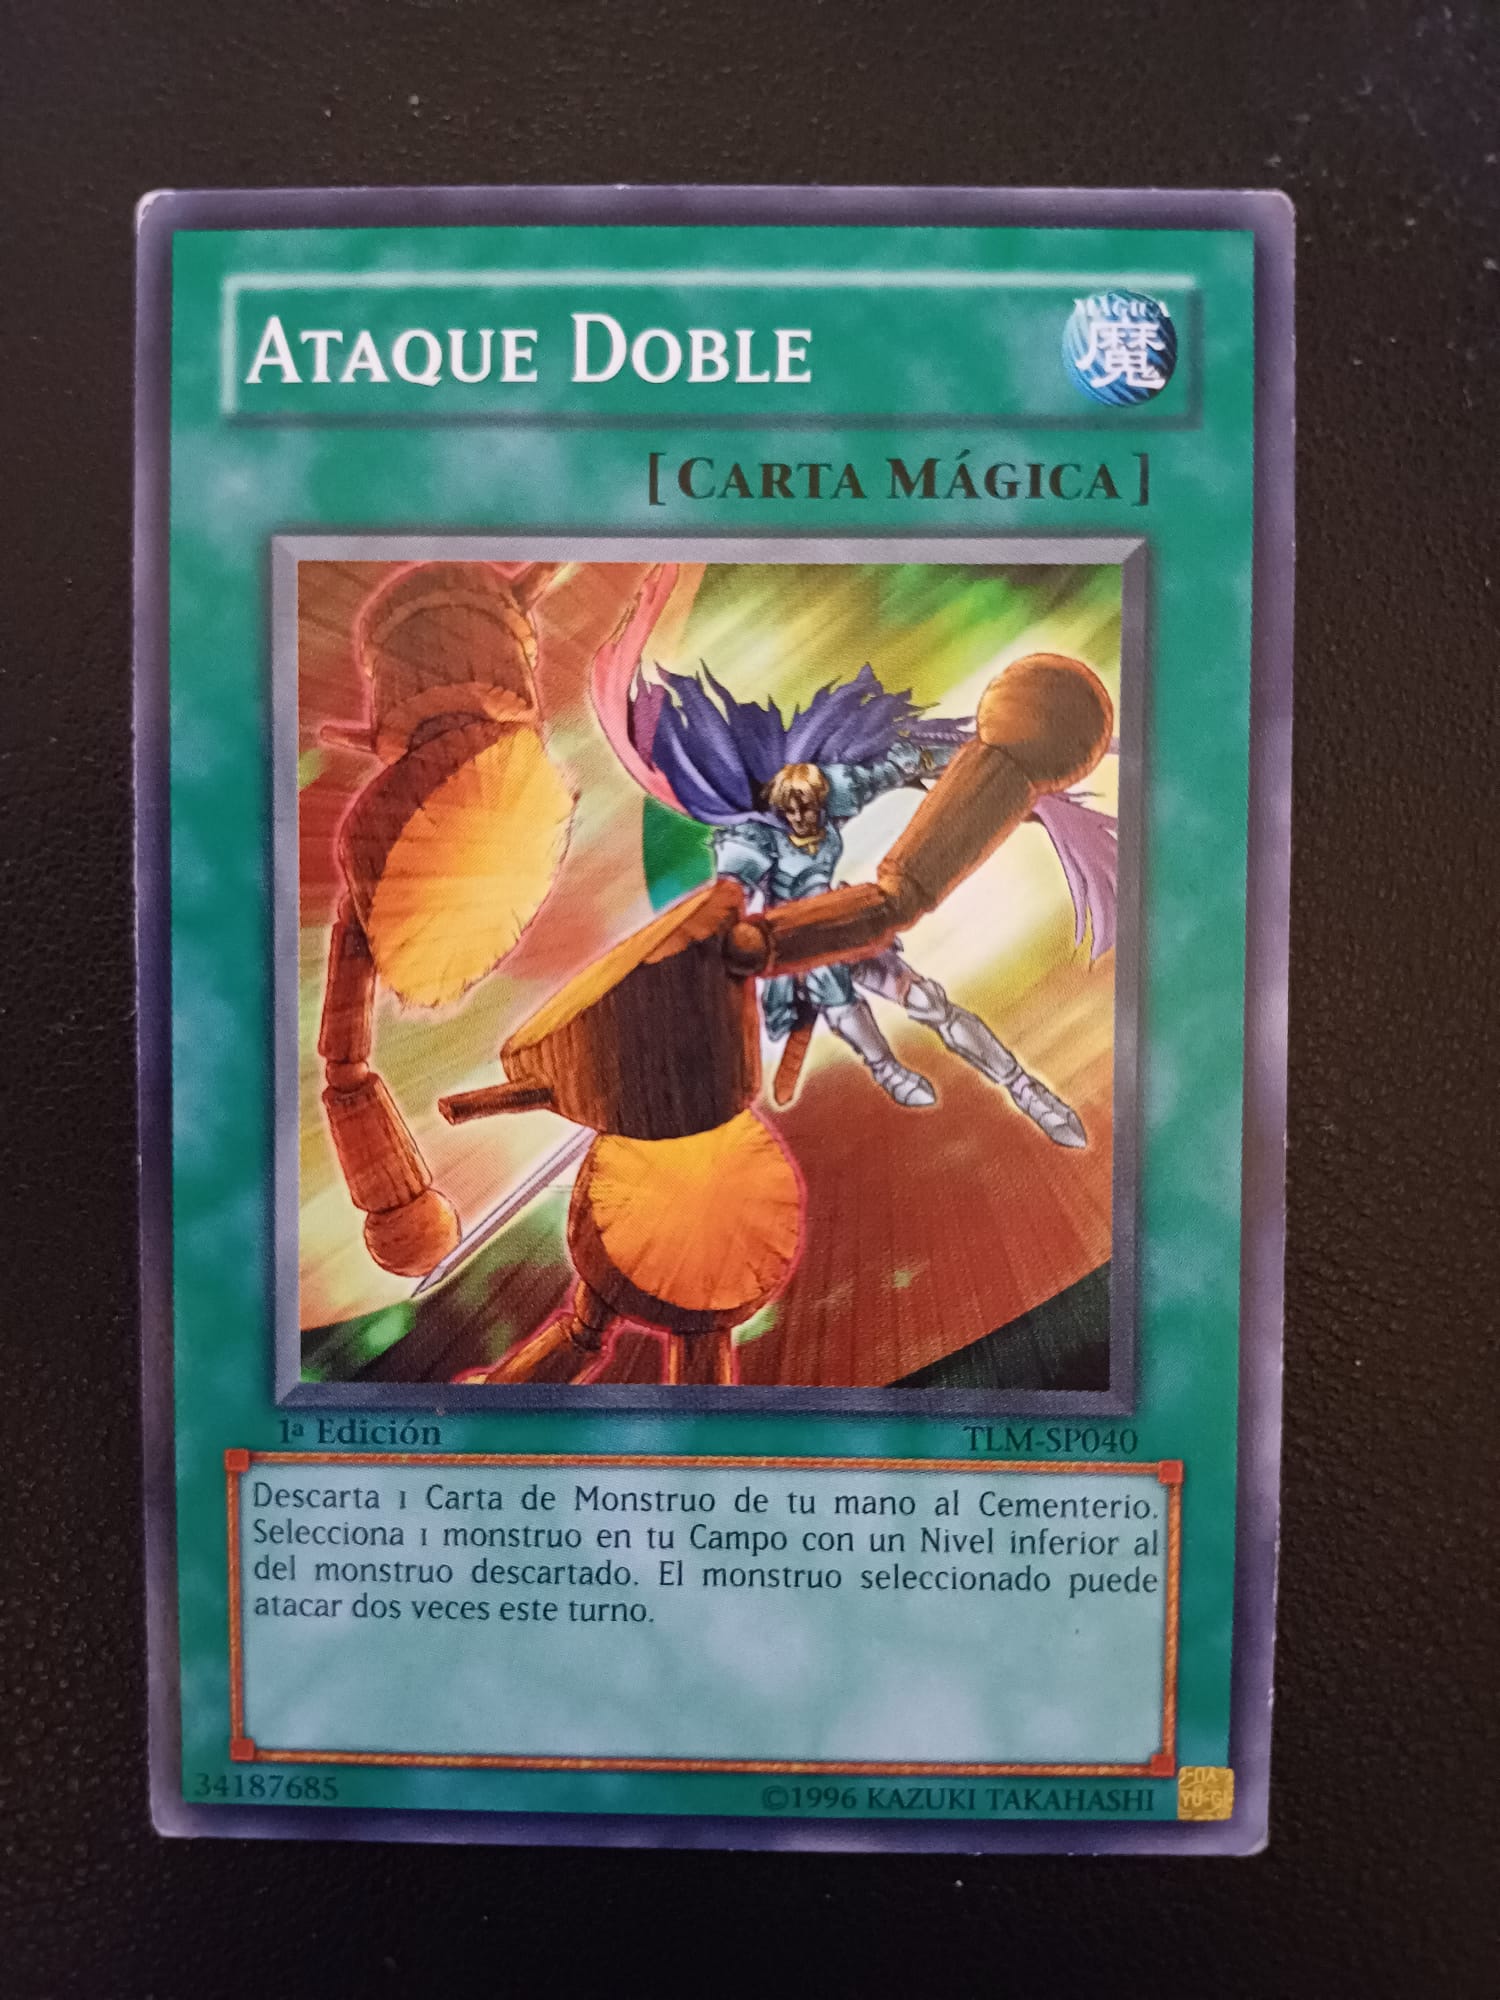 ATAQUE DOBLE
MÁGICA
魔
[CARTA MÁGICA]
1ª Edición
TLM-SP040
Descarta 1 Carta de Monstruo de tu mano al Cementerio.
Selecciona 1 monstruo en tu Campo con un Nivel inferior al
del monstruo descartado. El monstruo seleccionado puede
atacar dos veces este turno.
34187685
©1996 KAZUKI TAKAHASHI